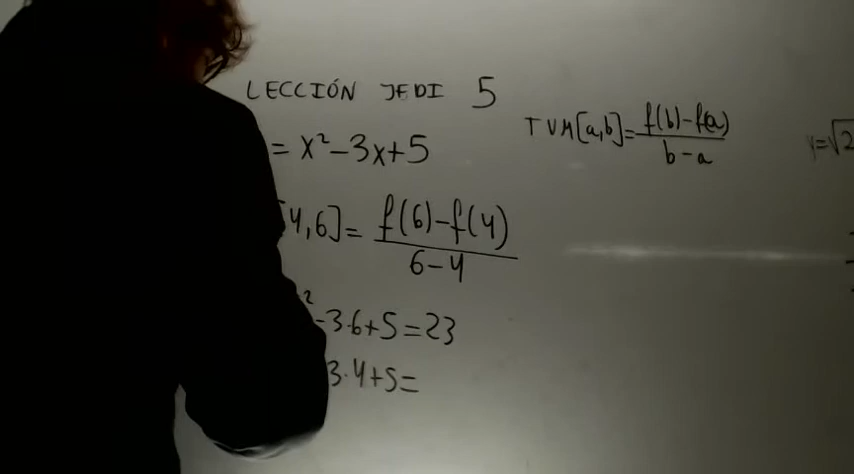 LECCIÓN JEDI 5
= x²-3x+5
TVM[a,b]= f(b)-f(a) / b-a
4,6]= f(6)-f(4) / 6-4
²-3·6+5=23
3·4+5=
y=√2